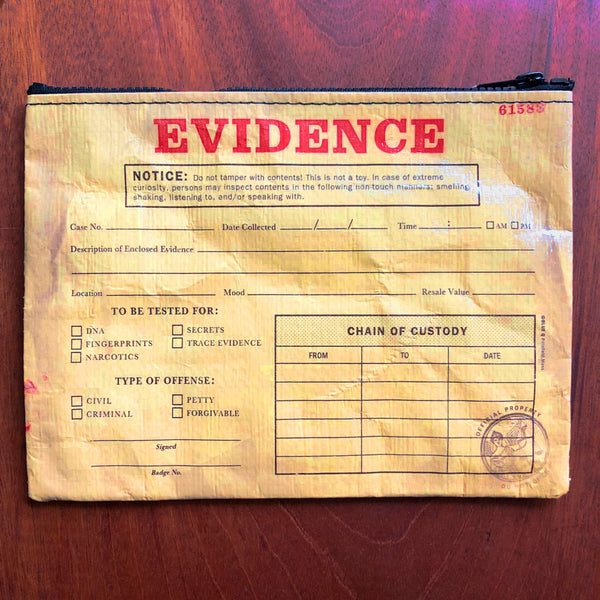 61585
EVIDENCE
NOTICE: Do not tamper with contents! This is not a toy. In case of extreme
curiosity, persons may inspect contents in the following non-touch manners: smelling,
shaking, listening to, and/or speaking with.
Case No. Date Collected / / Time : AM PM
Description of Enclosed Evidence
Location Mood Resale Value
TO BE TESTED FOR:
DNA SECRETS
FINGERPRINTS TRACE EVIDENCE
NARCOTICS
TYPE OF OFFENSE:
CIVIL PETTY
CRIMINAL FORGIVABLE
Signed
Badge No.
CHAIN OF CUSTODY
FROM TO DATE
OFFICIAL PROPERTY